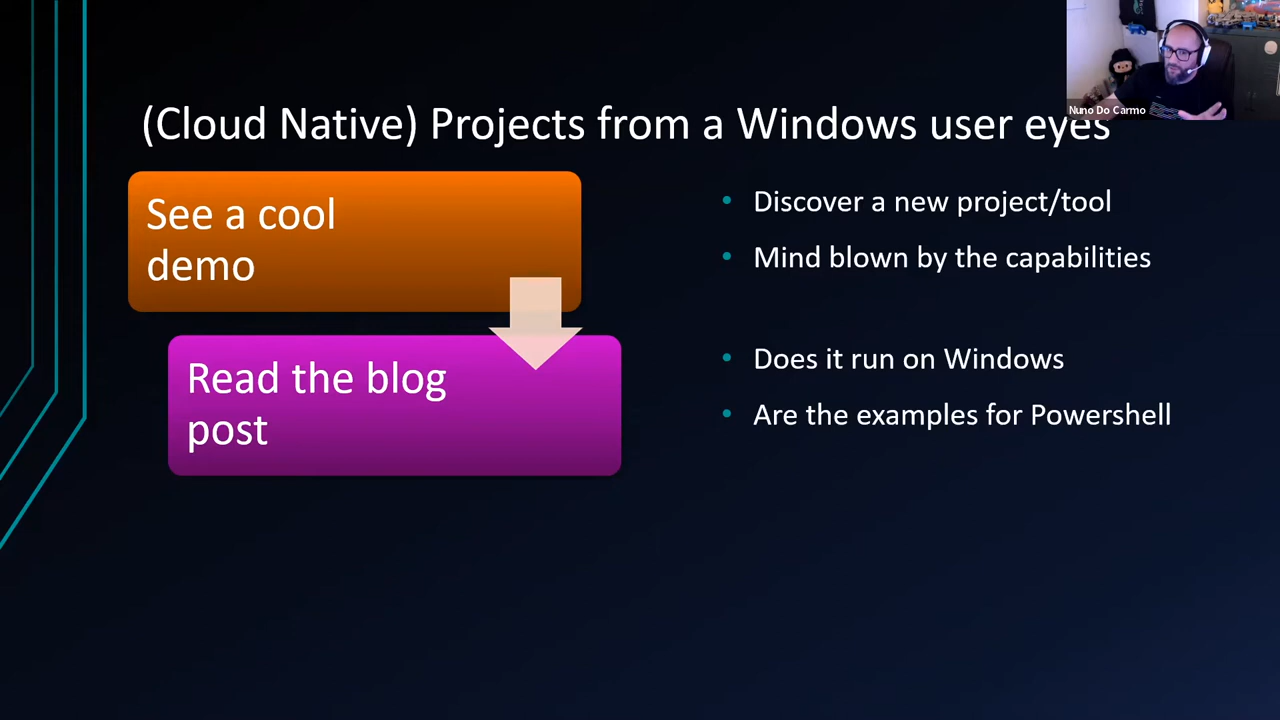 (Cloud Native) Projects from a Windows user eyes
Nuno Do Carmo
See a cool
demo
• Discover a new project/tool
• Mind blown by the capabilities
Read the blog
post
• Does it run on Windows
• Are the examples for Powershell